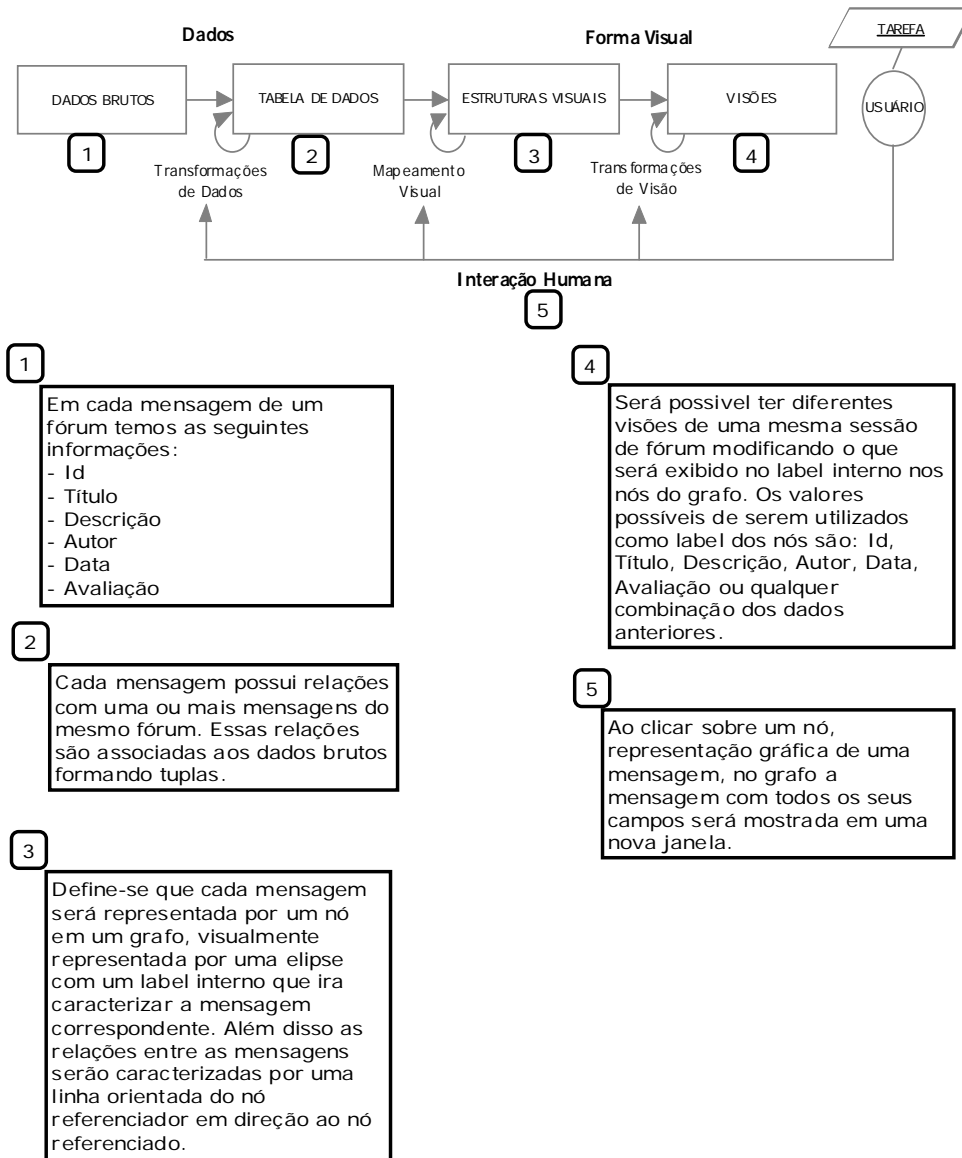 Dados
Forma Visual
TAREFA
DADOS BRUTOS
TABELA DE DADOS
ESTRUTURAS VISUAIS
VISÕES
USUÁRIO
1
2
3
4
Transformações
de Dados
Mapeamento
Visual
Transformações
de Visão
Interação Humana
5
1
Em cada mensagem de um
fórum temos as seguintes
informações:
- Id
- Título
- Descrição
- Autor
- Data
- Avaliação
2
Cada mensagem possui relações
com uma ou mais mensagens do
mesmo fórum. Essas relações
são associadas aos dados brutos
formando tuplas.
3
Define-se que cada mensagem
será representada por um nó
em um grafo, visualmente
representada por uma elipse
com um label interno que ira
caracterizar a mensagem
correspondente. Além disso as
relações entre as mensagens
serão caracterizadas por uma
linha orientada do nó
referenciador em direção ao nó
referenciado.
4
Será possivel ter diferentes
visões de uma mesma sessão
de fórum modificando o que
será exibido no label interno nos
nós do grafo. Os valores
possíveis de serem utilizados
como label dos nós são: Id,
Título, Descrição, Autor, Data,
Avaliação ou qualquer
combinação dos dados
anteriores.
5
Ao clicar sobre um nó,
representação gráfica de uma
mensagem, no grafo a
mensagem com todos os seus
campos será mostrada em uma
nova janela.